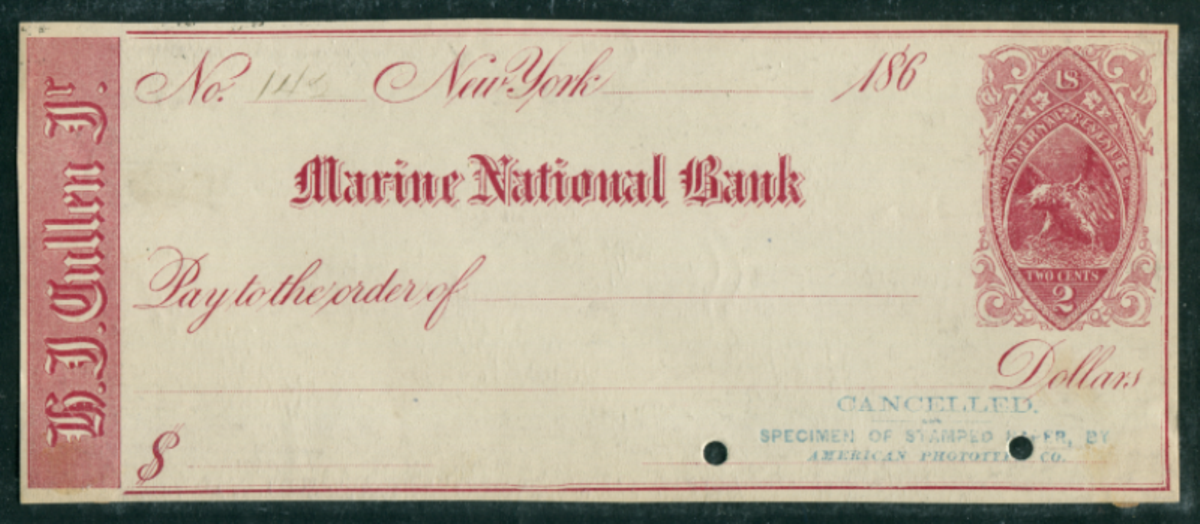 H. J. Cullen Jr.
No. 143 New York 186
Marine National Bank
Pay to the order of
Dollars
$
18
INTERNAL REVENUE
TWO CENTS
2
CANCELLED.
SPECIMEN OF STAMPED PAPER, BY
AMERICAN PHOTOTYPE CO.